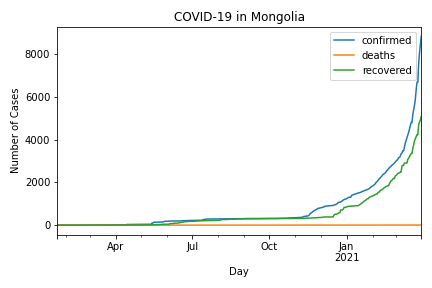 COVID-19 in Mongolia
confirmed
deaths
recovered
Number of Cases
8000
6000
4000
2000
0
Apr
Jul
Oct
Jan
2021
Day